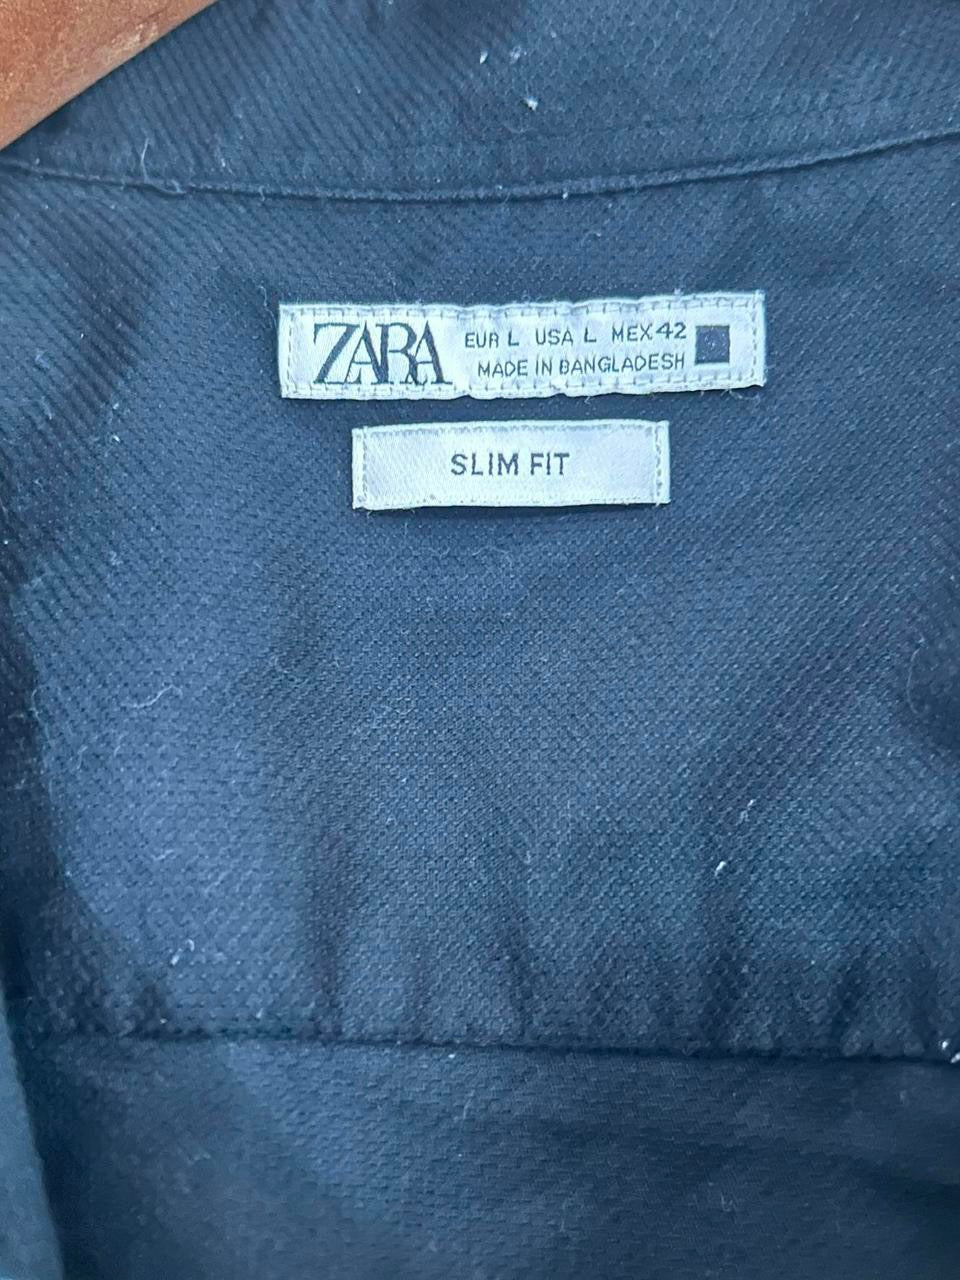 ZARA EUR L USA L MEX 42
MADE IN BANGLADESH
SLIM FIT